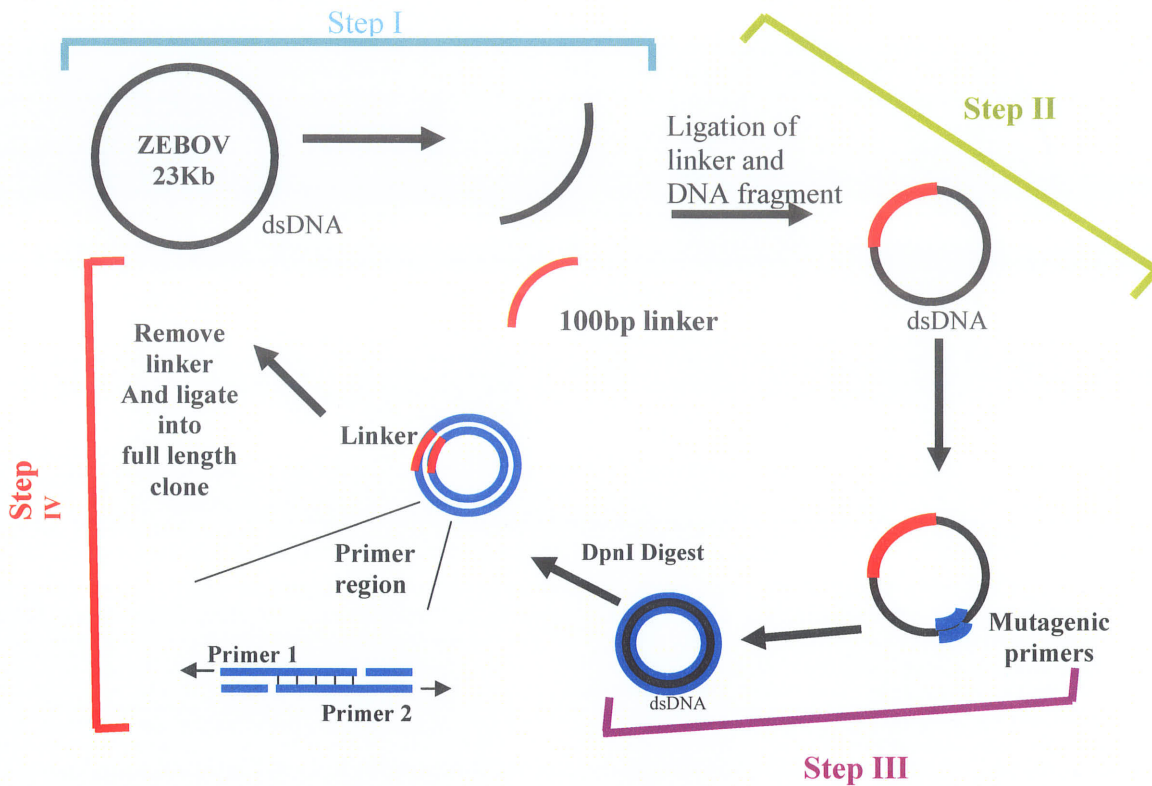 Step I
ZEBOV
23Kb
dsDNA
Ligation of
linker and
DNA fragment
Step II
dsDNA
100bp linker
Remove
linker
And ligate
into
full length
clone
Step
IV
Linker
Primer
region
DpnI Digest
Mutagenic
primers
dsDNA
Primer 1
Primer 2
Step III